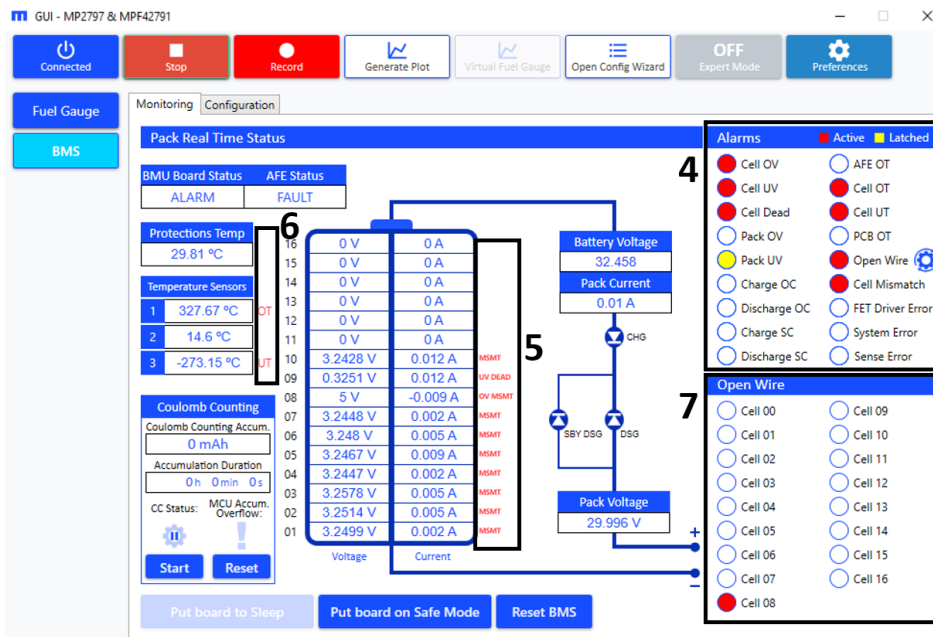 GUI - MP2797 & MPF42791
Connected
Stop
Record
Generate Plot
Virtual Fuel Gauge
Open Config Wizard
OFF
Expert Mode
Preferences
Fuel Gauge
BMS
Monitoring Configuration
Pack Real Time Status
BMU Board Status AFE Status
ALARM FAULT
Protections Temp
29.81 ºC
Temperature Sensors
1 327.67 ºC OT
2 14.6 ºC
3 -273.15 ºC UT
6
Coulomb Counting
Coulomb Counting Accum.
0 mAh
Accumulation Duration
0 h 0 min 0 s
CC Status: MCU Accum. Overflow:
Start Reset
16 0 V 0 A
15 0 V 0 A
14 0 V 0 A
13 0 V 0 A
12 0 V 0 A
11 0 V 0 A
10 3.2428 V 0.012 A MSMT
09 0.3251 V 0.012 A UV DEAD
08 5 V -0.009 A OV MSMT
07 3.2448 V 0.002 A MSMT
06 3.248 V 0.005 A MSMT
05 3.2467 V 0.009 A MSMT
04 3.2447 V 0.002 A MSMT
03 3.2578 V 0.005 A MSMT
02 3.2514 V 0.005 A MSMT
01 3.2499 V 0.002 A MSMT
Voltage Current
5
Battery Voltage
32.458
Pack Current
0.01 A
CHG
SBY DSG DSG
Pack Voltage
29.996 V
+
−
Put board to Sleep
Put board on Safe Mode
Reset BMS
4
Alarms Active Latched
Cell OV AFE OT
Cell UV Cell OT
Cell Dead Cell UT
Pack OV PCB OT
Pack UV Open Wire
Charge OC Cell Mismatch
Discharge OC FET Driver Error
Charge SC System Error
Discharge SC Sense Error
7
Open Wire
Cell 00 Cell 09
Cell 01 Cell 10
Cell 02 Cell 11
Cell 03 Cell 12
Cell 04 Cell 13
Cell 05 Cell 14
Cell 06 Cell 15
Cell 07 Cell 16
Cell 08